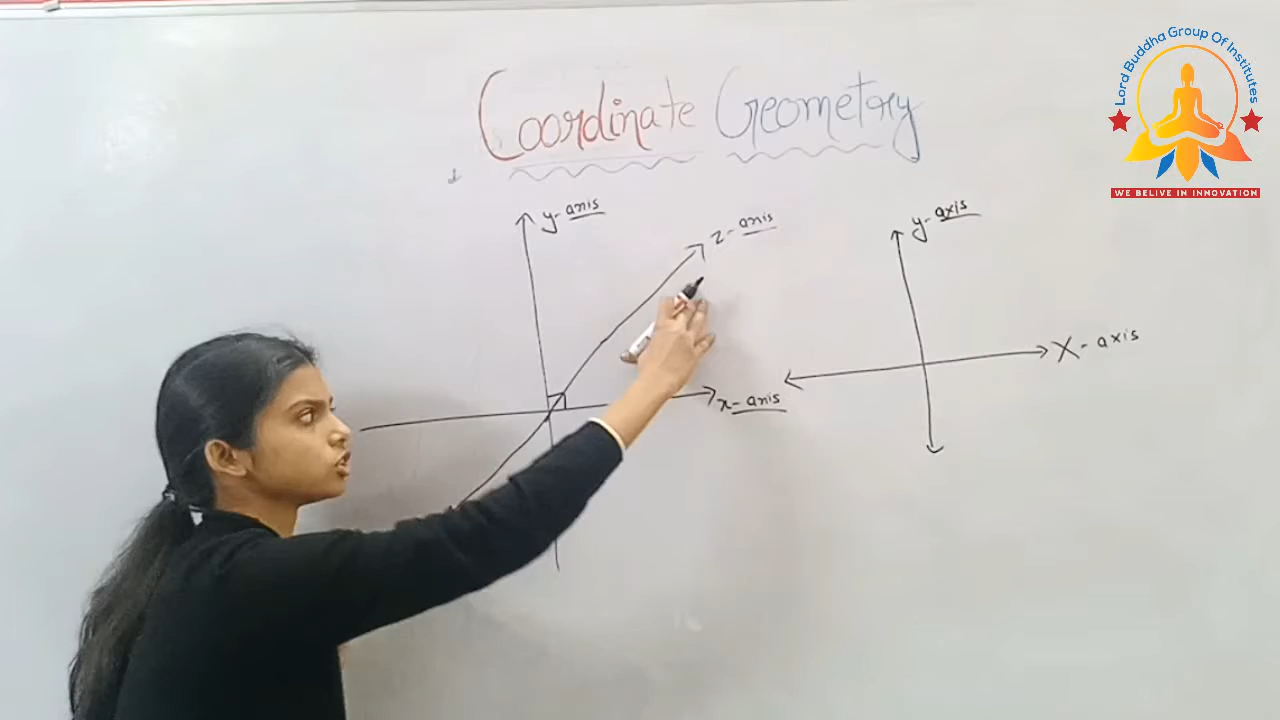 Lord Buddha Group Of Institutes
WE BELIVE IN INNOVATION
Coordinate Geometry
y-axis
z-axis
x-axis
y-axis
X-axis